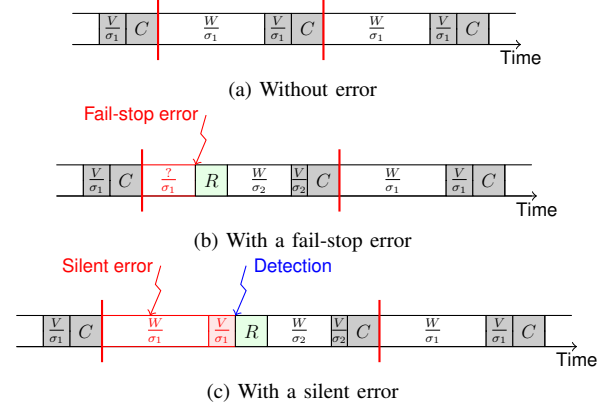 V/σ1 C W/σ1 V/σ1 C W/σ1 V/σ1 C
Time
(a) Without error
Fail-stop error
V/σ1 C ?/σ1 R W/σ2 V/σ2 C W/σ1 V/σ1 C
Time
(b) With a fail-stop error
Silent error Detection
V/σ1 C W/σ1 V/σ1 R W/σ2 V/σ2 C W/σ1 V/σ1 C
Time
(c) With a silent error